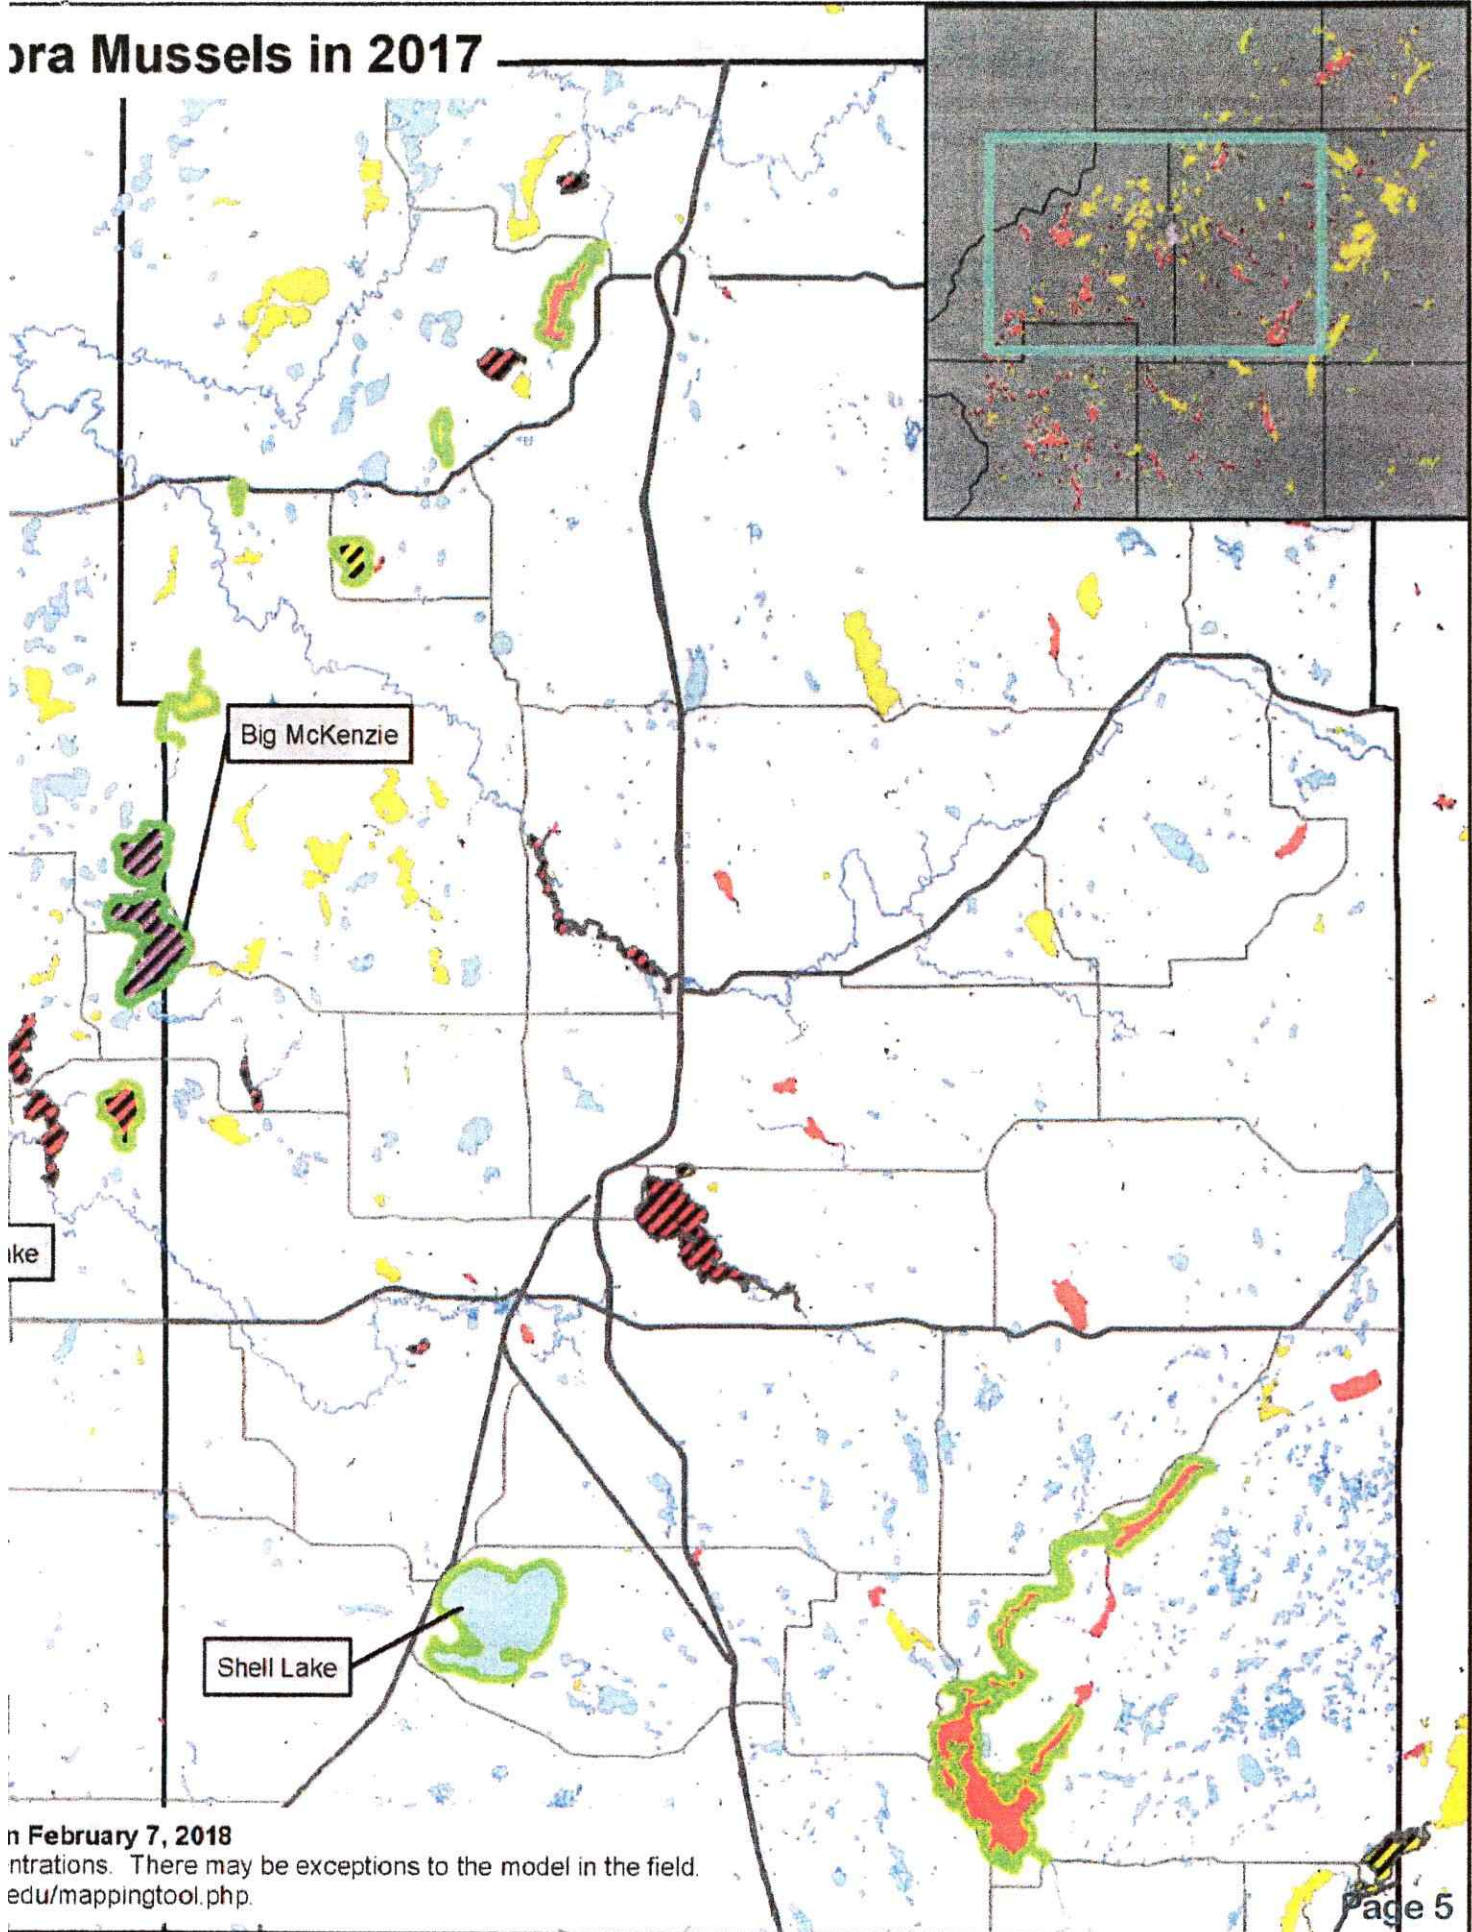 ora Mussels in 2017
Big McKenzie
ke
Shell Lake
n February 7, 2018
ntrations. There may be exceptions to the model in the field.
edu/mappingtool.php.
Page 5